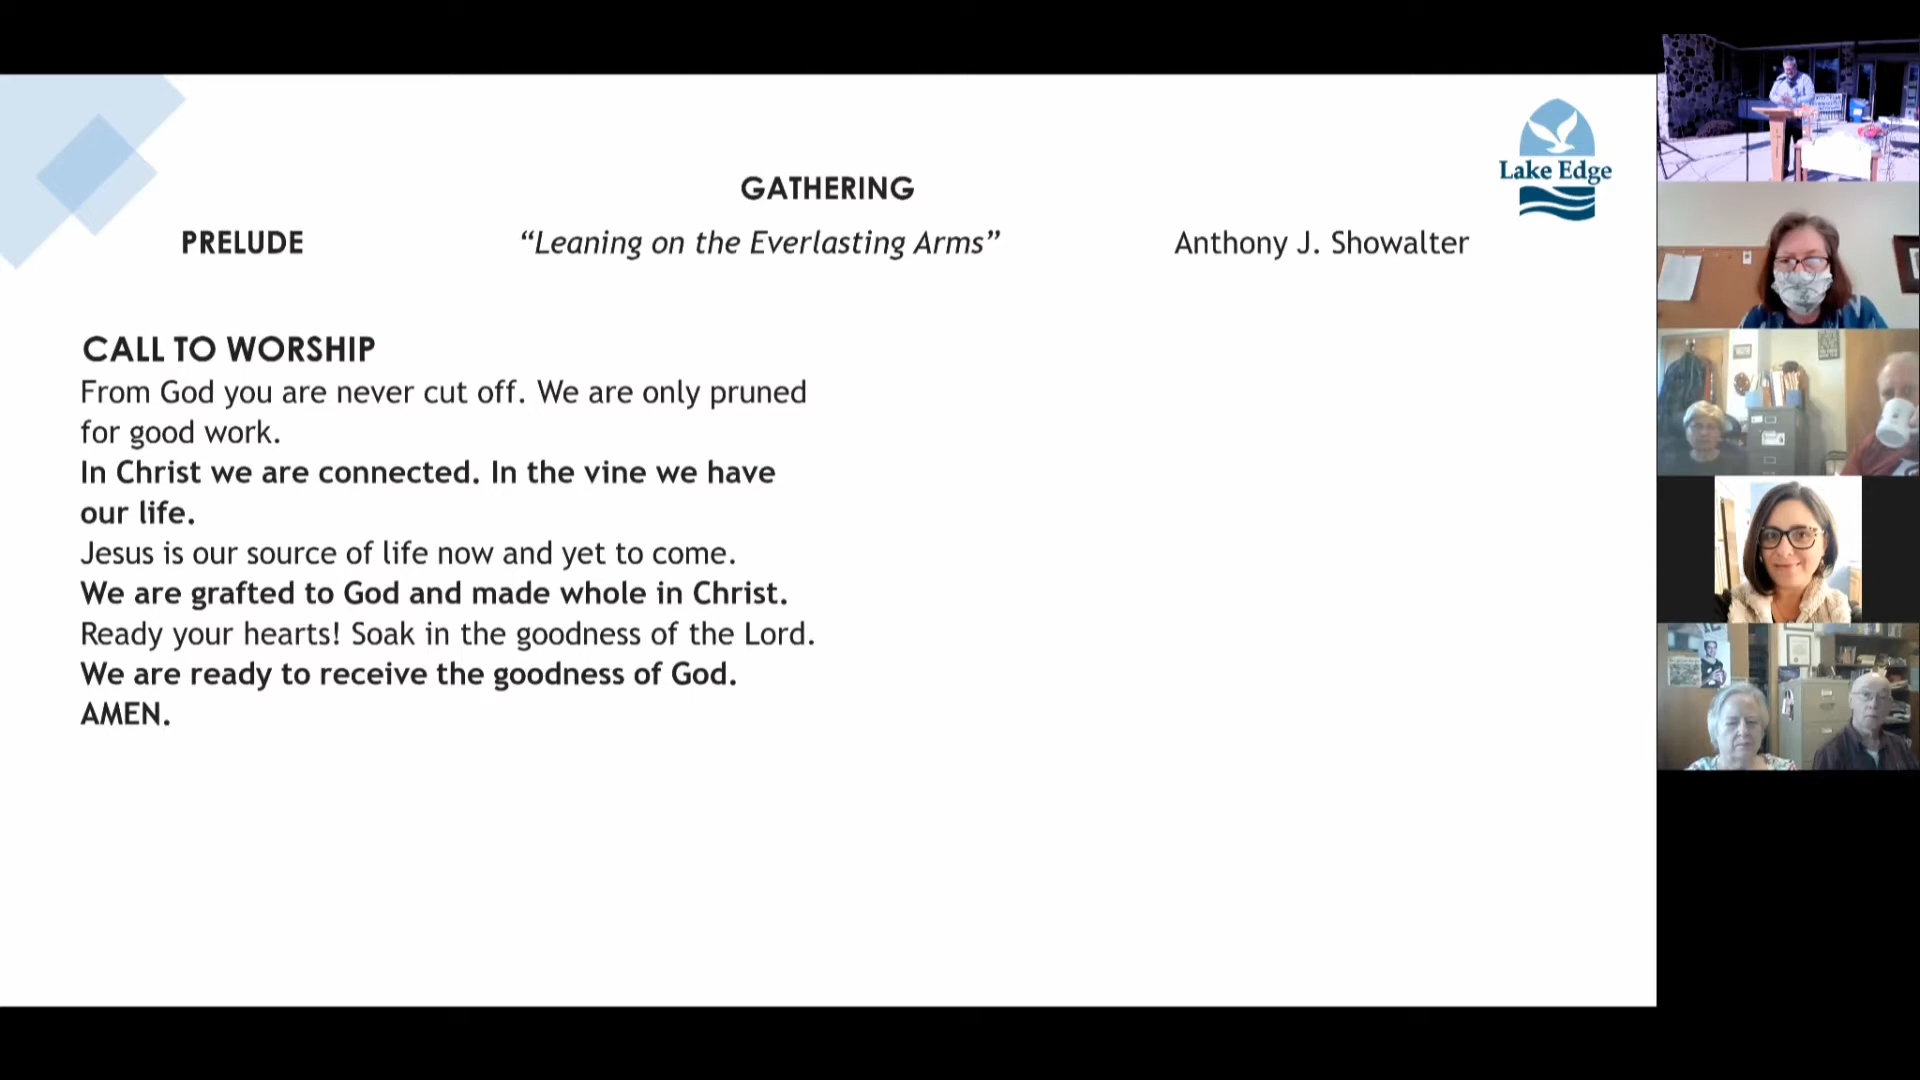 GATHERING
Lake Edge
PRELUDE “Leaning on the Everlasting Arms” Anthony J. Showalter
CALL TO WORSHIP
From God you are never cut off. We are only pruned
for good work.
In Christ we are connected. In the vine we have
our life.
Jesus is our source of life now and yet to come.
We are grafted to God and made whole in Christ.
Ready your hearts! Soak in the goodness of the Lord.
We are ready to receive the goodness of God.
AMEN.